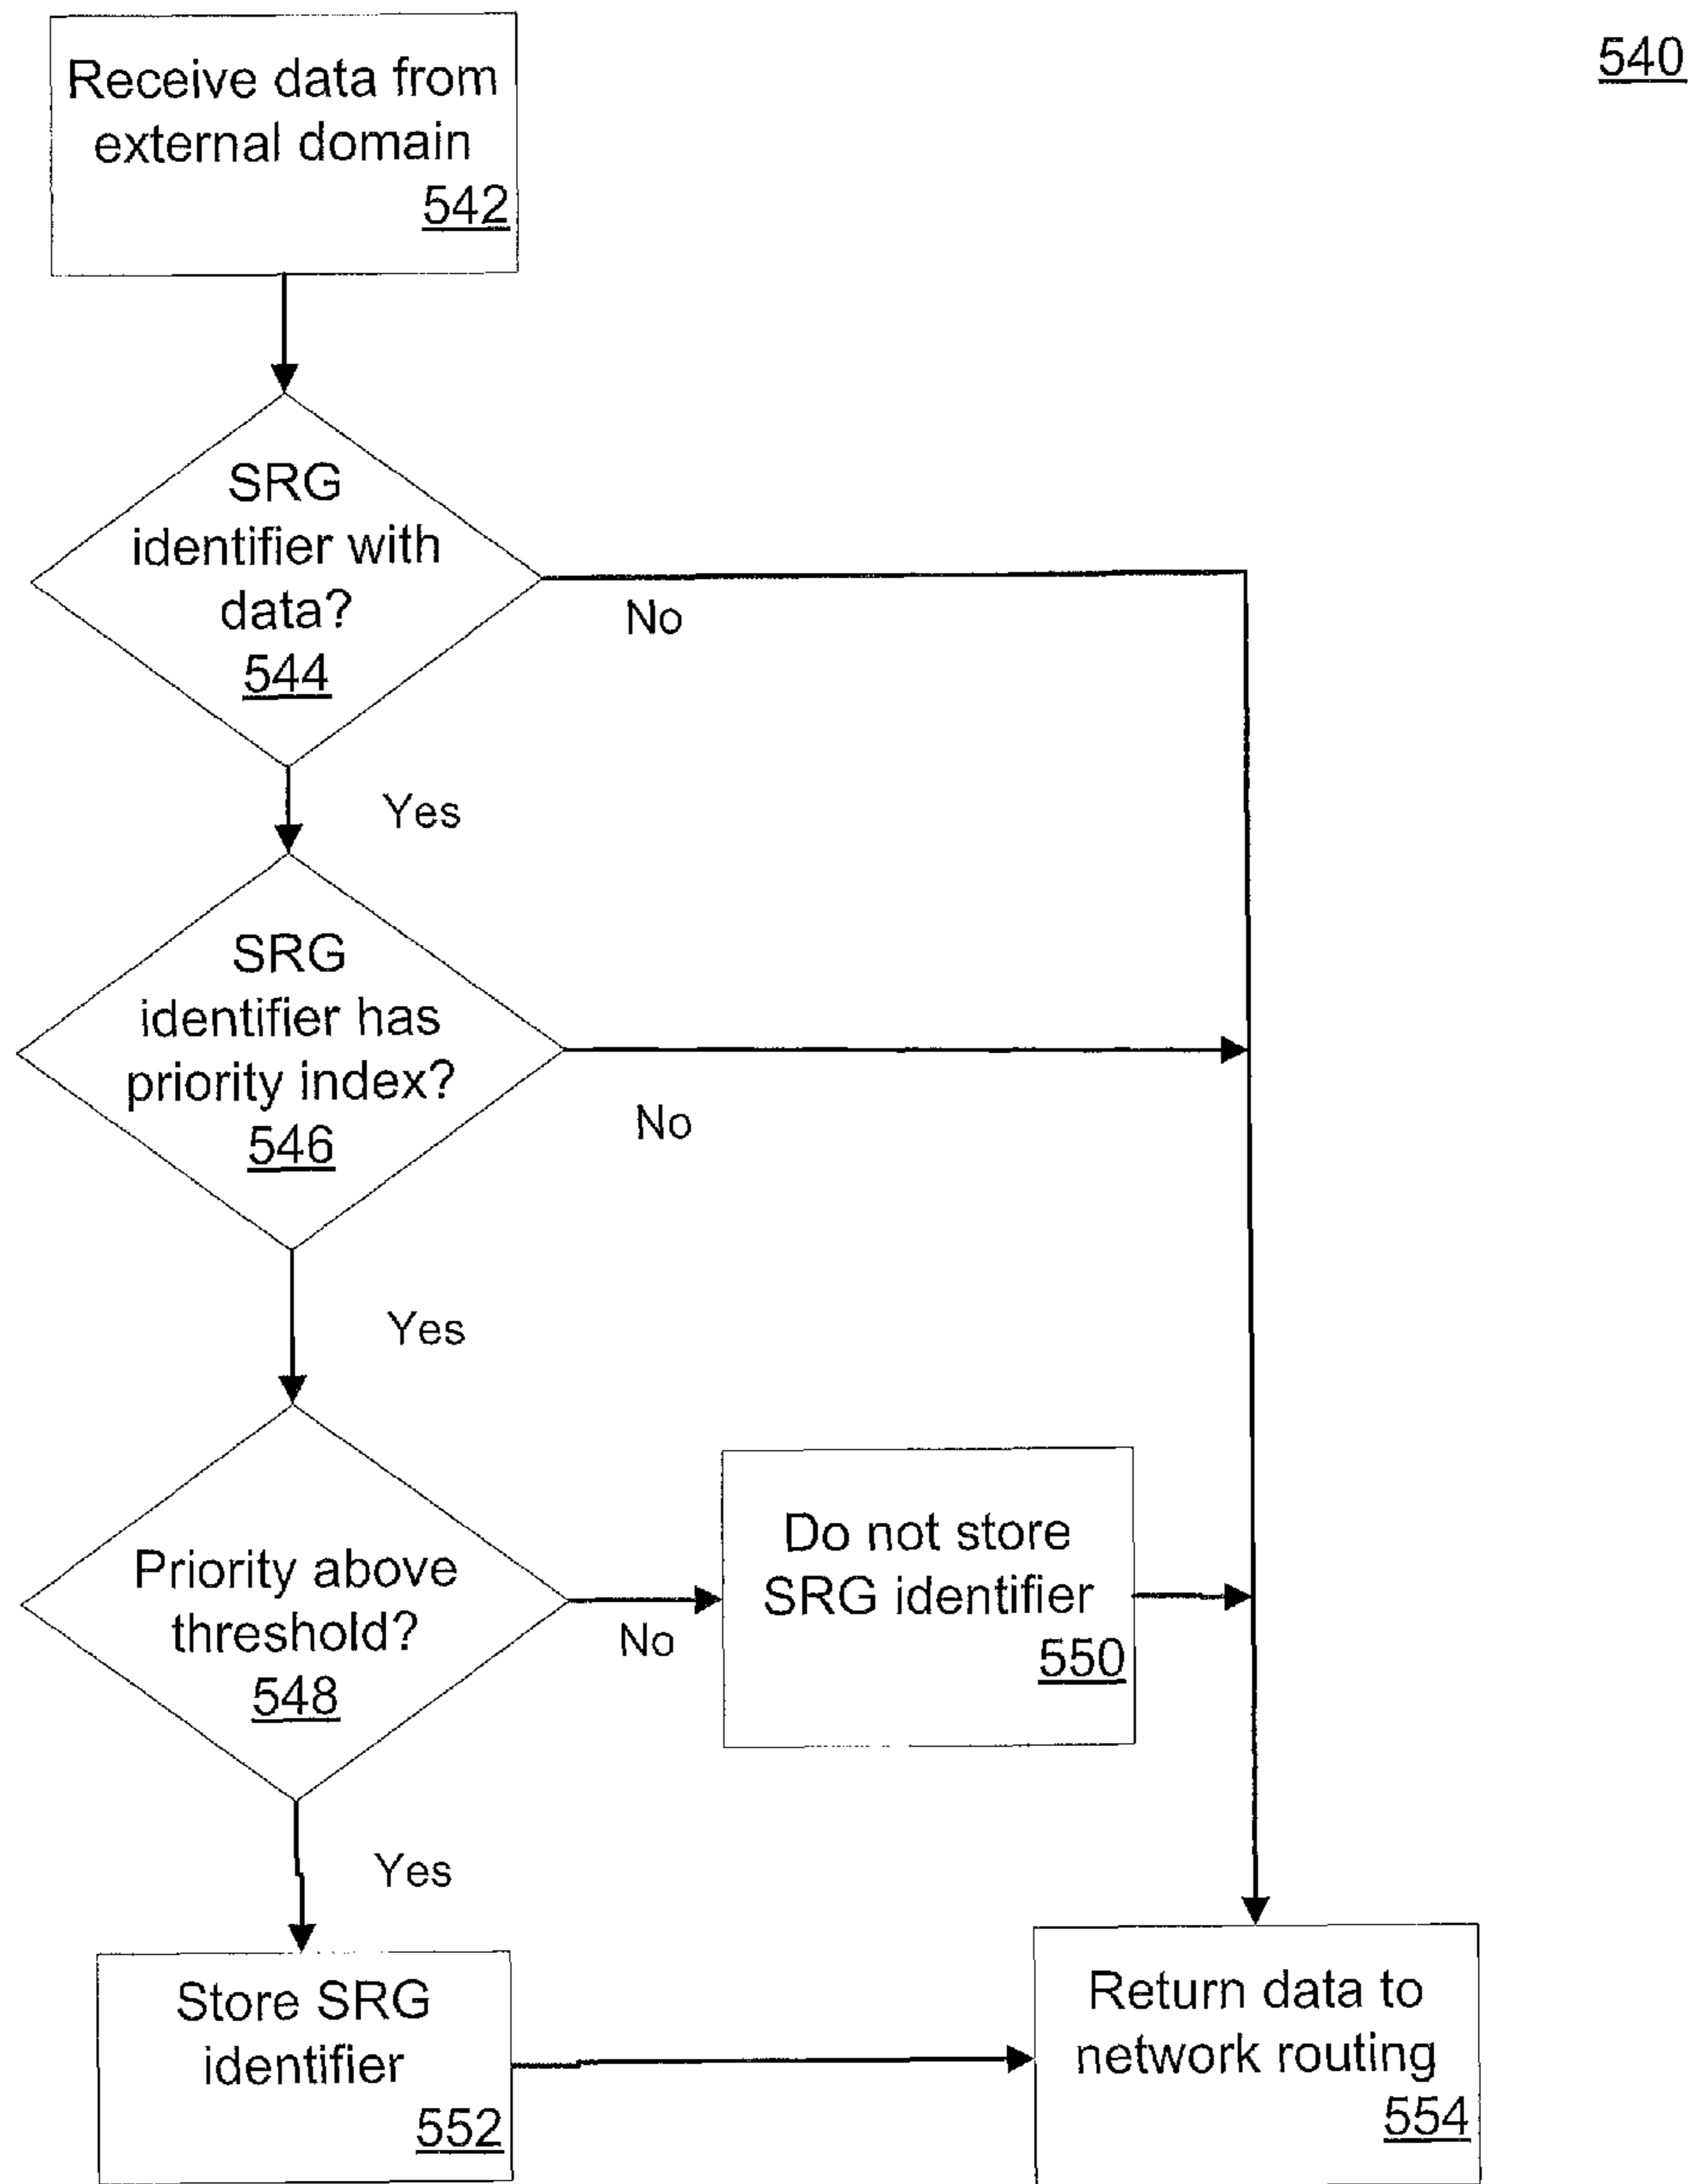 540
Receive data from
external domain
542
SRG
identifier with
data?
544
No
Yes
SRG
identifier has
priority index?
546
No
Yes
Priority above
threshold?
548
No
Do not store
SRG identifier
550
Yes
Store SRG
identifier
552
Return data to
network routing
554